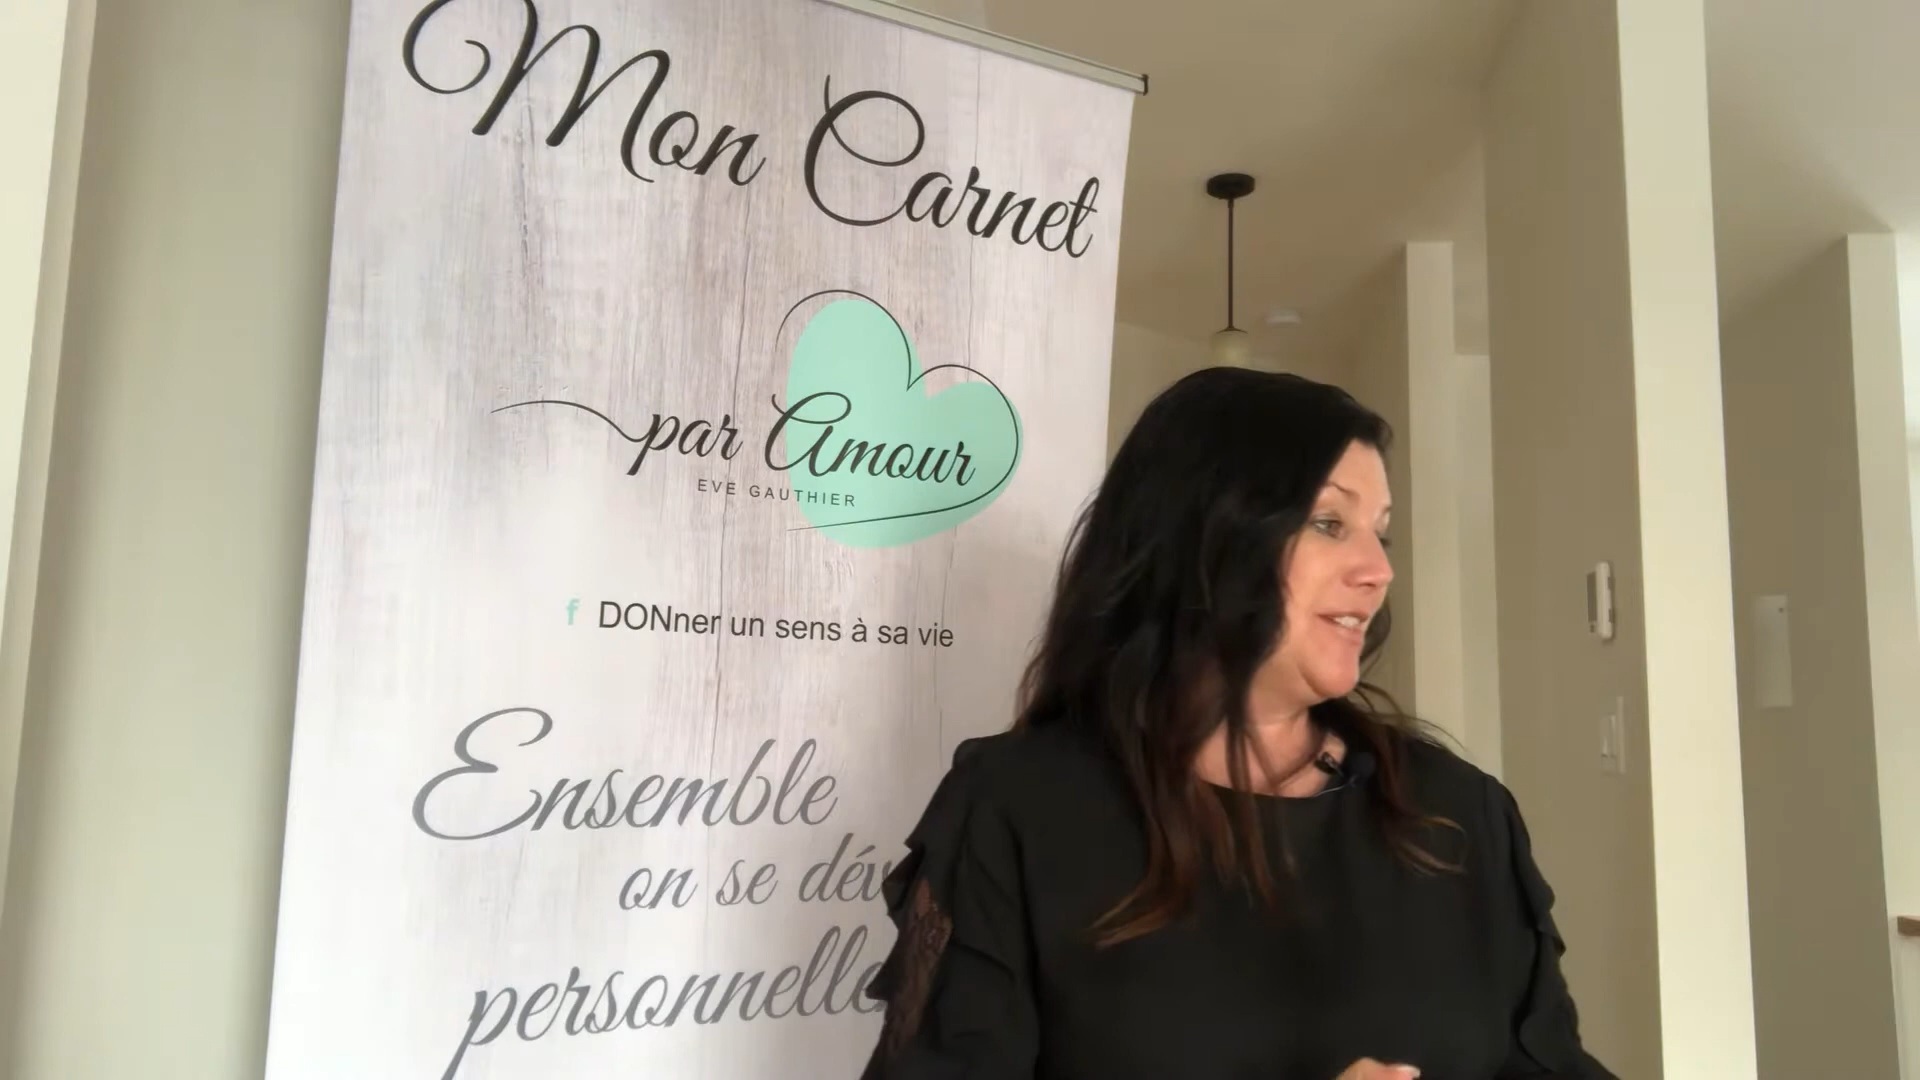 Mon Carnet
par Amour
EVE GAUTHIER
f DONner un sens à sa vie
Ensemble
on se dév
personnelle